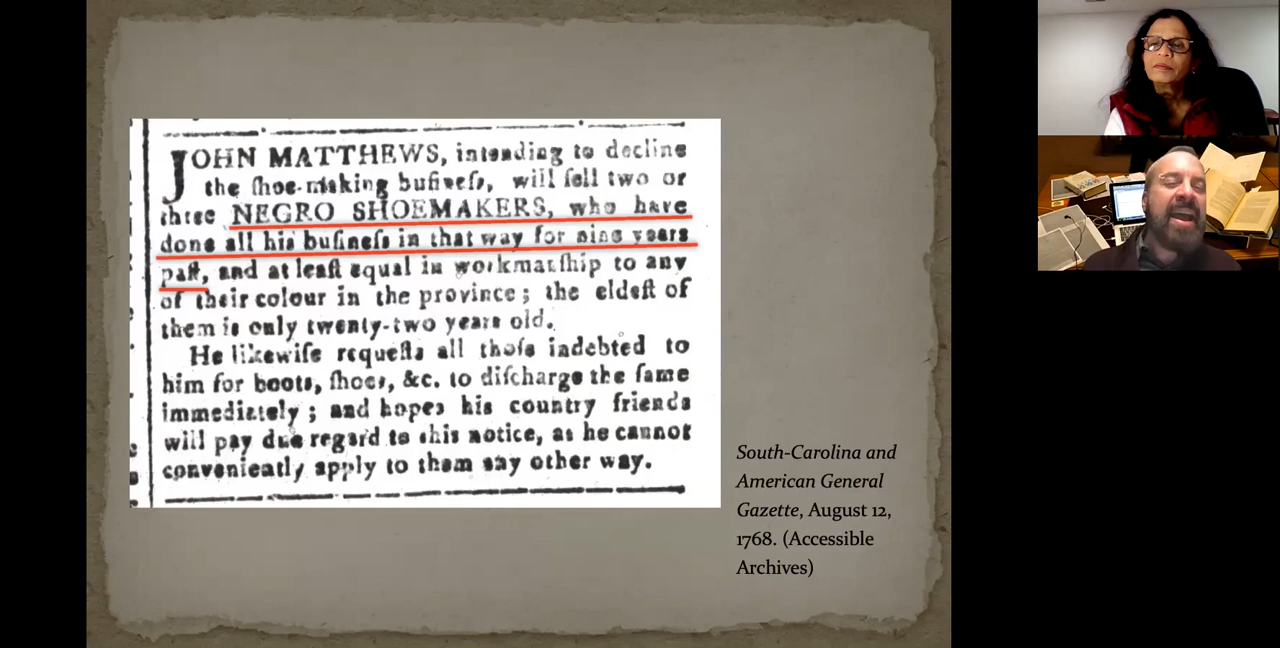 JOHN MATTHEWS, intending to decline
the ſhoe-making buſineſs, will ſell two or
three NEGRO SHOEMAKERS, who have
done all his buſineſs in that way for nine years
paſt, and at leaſt equal in workmanſhip to any
of their colour in the province; the eldeſt of
them is only twenty-two years old.
He likewiſe requeſts all thoſe indebted to
him for boots, ſhoes, &c. to diſcharge the ſame
immediately; and hopes his country friends
will pay due regard to this notice, as he cannot
conveniently apply to them any other way.
South-Carolina and
American General
Gazette, August 12,
1768. (Accessible
Archives)